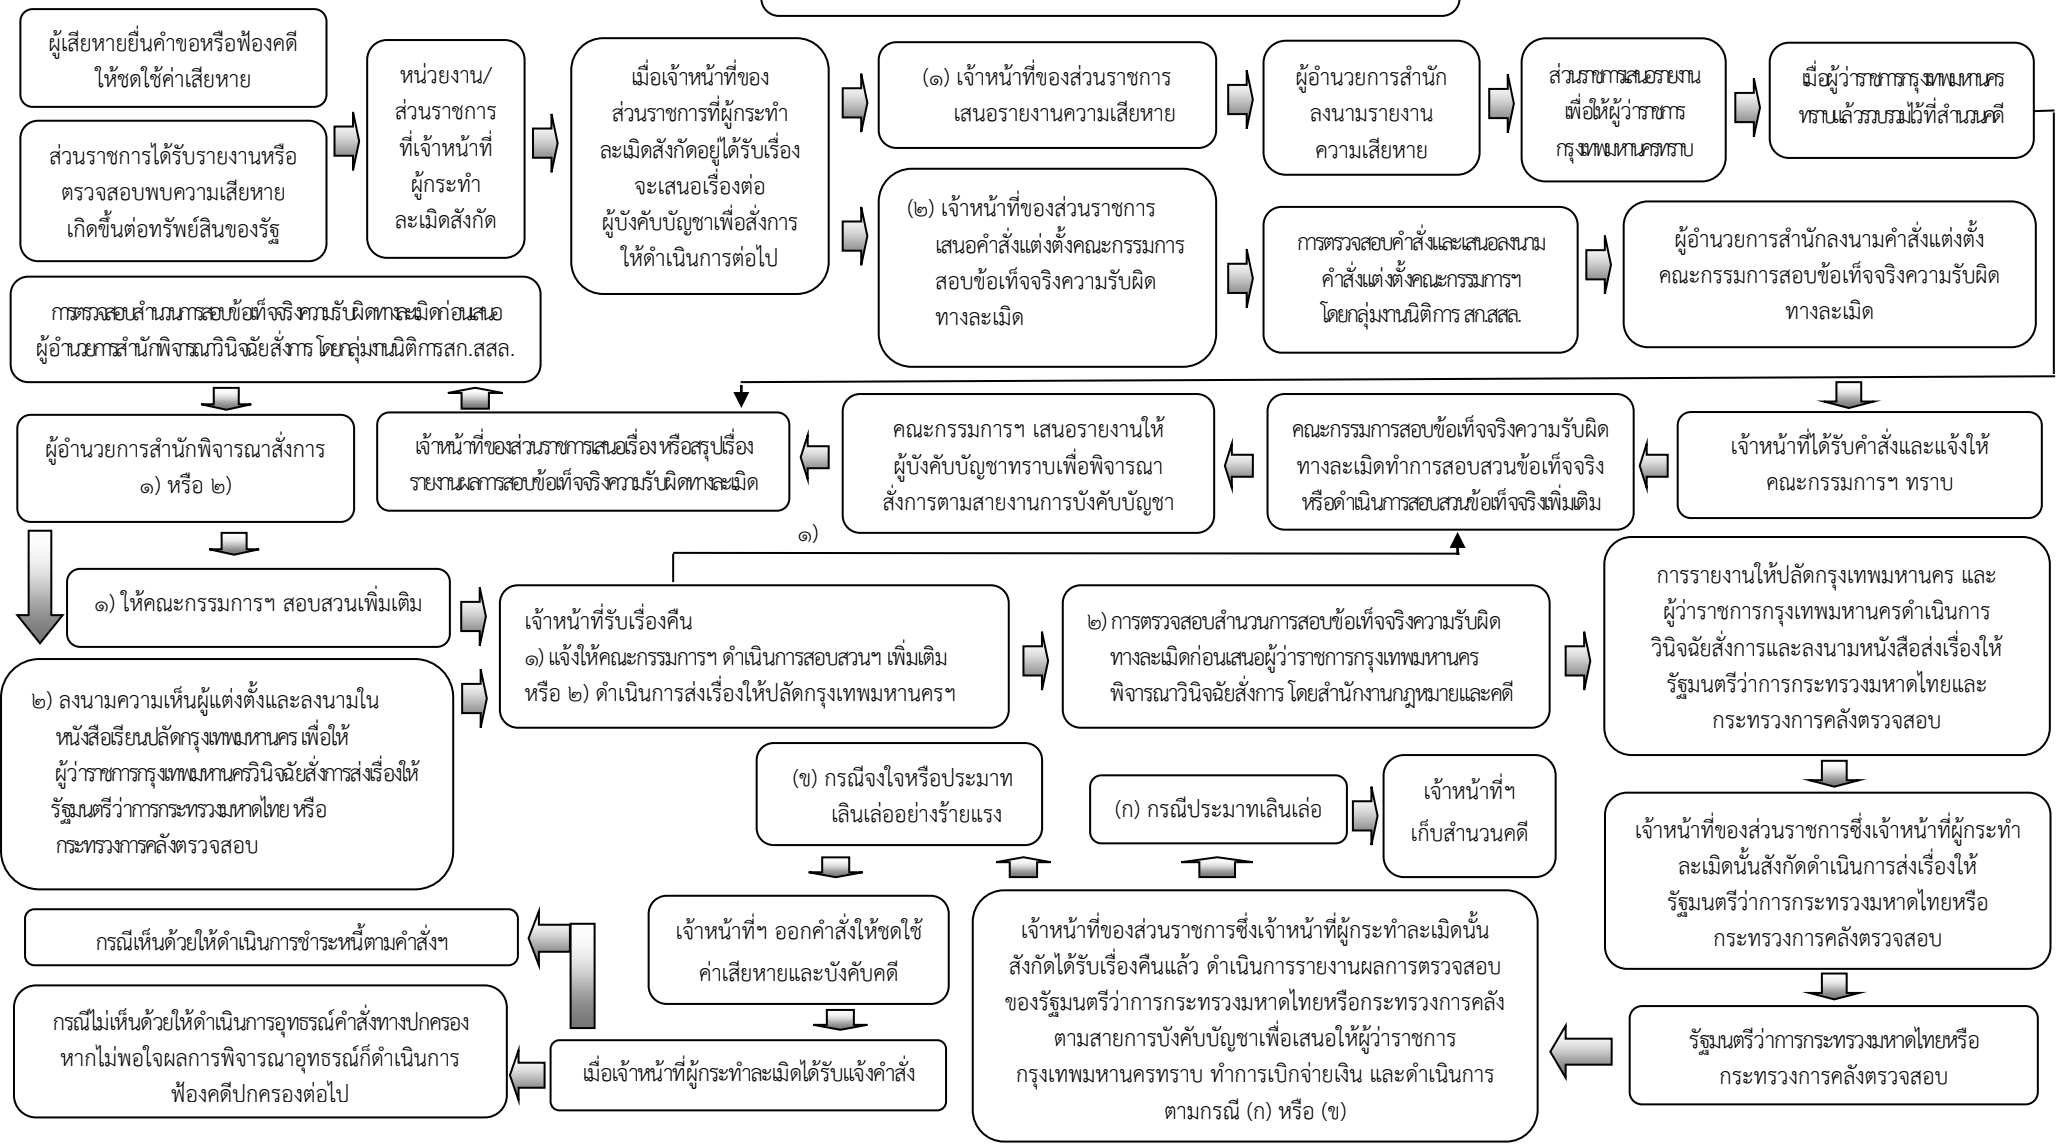 ผู้เสียหายยื่นคำขอหรือฟ้องคดี
ให้ชดใช้ค่าเสียหาย
ส่วนราชการได้รับรายงานหรือ
ตรวจสอบพบความเสียหาย
เกิดขึ้นต่อทรัพย์สินของรัฐ
หน่วยงาน/
ส่วนราชการ
ที่เจ้าหน้าที่
ผู้กระทำ
ละเมิดสังกัด
เมื่อเจ้าหน้าที่ของ
ส่วนราชการที่ผู้กระทำ
ละเมิดสังกัดอยู่ได้รับเรื่อง
จะเสนอเรื่องต่อ
ผู้บังคับบัญชาเพื่อสั่งการ
ให้ดำเนินการต่อไป
(๑) เจ้าหน้าที่ของส่วนราชการ
เสนอรายงานความเสียหาย
ผู้อำนวยการสำนัก
ลงนามรายงาน
ความเสียหาย
ส่วนราชการเสนอรายงาน
เพื่อให้ผู้ว่าราชการ
กรุงเทพมหานครทราบ
เมื่อผู้ว่าราชการกรุงเทพมหานคร
ทราบแล้วรวบรวมไว้ที่สำนวนคดี
(๒) เจ้าหน้าที่ของส่วนราชการ
เสนอคำสั่งแต่งตั้งคณะกรรมการ
สอบข้อเท็จจริงความรับผิด
ทางละเมิด
การตรวจสอบคำสั่งและเสนอลงนาม
คำสั่งแต่งตั้งคณะกรรมการฯ
โดยกลุ่มงานนิติการ สก.สสล.
ผู้อำนวยการสำนักลงนามคำสั่งแต่งตั้ง
คณะกรรมการสอบข้อเท็จจริงความรับผิด
ทางละเมิด
การตรวจสอบสำนวนการสอบข้อเท็จจริงความรับผิดทางละเมิดก่อนเสนอ
ผู้อำนวยการสำนักพิจารณาวินิจฉัยสั่งการ โดยกลุ่มงานนิติการสก.สสล.
ผู้อำนวยการสำนักพิจารณาสั่งการ
๑) หรือ ๒)
เจ้าหน้าที่ของส่วนราชการเสนอเรื่อง หรือสรุปเรื่อง
รายงานผลการสอบข้อเท็จจริงความรับผิดทางละเมิด
คณะกรรมการฯ เสนอรายงานให้
ผู้บังคับบัญชาทราบเพื่อพิจารณา
สั่งการตามสายงานการบังคับบัญชา
คณะกรรมการสอบข้อเท็จจริงความรับผิด
ทางละเมิดทำการสอบสวนข้อเท็จจริง
หรือดำเนินการสอบสวนข้อเท็จจริงเพิ่มเติม
เจ้าหน้าที่ได้รับคำสั่งและแจ้งให้
คณะกรรมการฯ ทราบ
๑)
๑) ให้คณะกรรมการฯ สอบสวนเพิ่มเติม
เจ้าหน้าที่รับเรื่องคืน
๑) แจ้งให้คณะกรรมการฯ ดำเนินการสอบสวนฯ เพิ่มเติม
หรือ ๒) ดำเนินการส่งเรื่องให้ปลัดกรุงเทพมหานครฯ
๒) การตรวจสอบสำนวนการสอบข้อเท็จจริงความรับผิด
ทางละเมิดก่อนเสนอผู้ว่าราชการกรุงเทพมหานคร
พิจารณาวินิจฉัยสั่งการ โดยสำนักงานกฎหมายและคดี
การรายงานให้ปลัดกรุงเทพมหานคร และ
ผู้ว่าราชการกรุงเทพมหานครดำเนินการ
วินิจฉัยสั่งการและลงนามหนังสือส่งเรื่องให้
รัฐมนตรีว่าการกระทรวงมหาดไทยและ
กระทรวงการคลังตรวจสอบ
๒) ลงนามความเห็นผู้แต่งตั้งและลงนามใน
หนังสือเรียนปลัดกรุงเทพมหานคร เพื่อให้
ผู้ว่าราชการกรุงเทพมหานครวินิจฉัยสั่งการส่งเรื่องให้
รัฐมนตรีว่าการกระทรวงมหาดไทย หรือ
กระทรวงการคลังตรวจสอบ
(ข) กรณีจงใจหรือประมาท
เลินเล่ออย่างร้ายแรง
(ก) กรณีประมาทเลินเล่อ
เจ้าหน้าที่ฯ
เก็บสำนวนคดี
เจ้าหน้าที่ของส่วนราชการซึ่งเจ้าหน้าที่ผู้กระทำ
ละเมิดนั้นสังกัดดำเนินการส่งเรื่องให้
รัฐมนตรีว่าการกระทรวงมหาดไทยหรือ
กระทรวงการคลังตรวจสอบ
กรณีเห็นด้วยให้ดำเนินการชำระหนี้ตามคำสั่งฯ
เจ้าหน้าที่ฯ ออกคำสั่งให้ชดใช้
ค่าเสียหายและบังคับคดี
เจ้าหน้าที่ของส่วนราชการซึ่งเจ้าหน้าที่ผู้กระทำละเมิดนั้น
สังกัดได้รับเรื่องคืนแล้ว ดำเนินการรายงานผลการตรวจสอบ
ของรัฐมนตรีว่าการกระทรวงมหาดไทยหรือกระทรวงการคลัง
ตามสายการบังคับบัญชาเพื่อเสนอให้ผู้ว่าราชการ
กรุงเทพมหานครทราบ ทำการเบิกจ่ายเงิน และดำเนินการ
ตามกรณี (ก) หรือ (ข)
กรณีไม่เห็นด้วยให้ดำเนินการอุทธรณ์คำสั่งทางปกครอง
หากไม่พอใจผลการพิจารณาอุทธรณ์ก็ดำเนินการ
ฟ้องคดีปกครองต่อไป
เมื่อเจ้าหน้าที่ผู้กระทำละเมิดได้รับแจ้งคำสั่ง
รัฐมนตรีว่าการกระทรวงมหาดไทยหรือ
กระทรวงการคลังตรวจสอบ